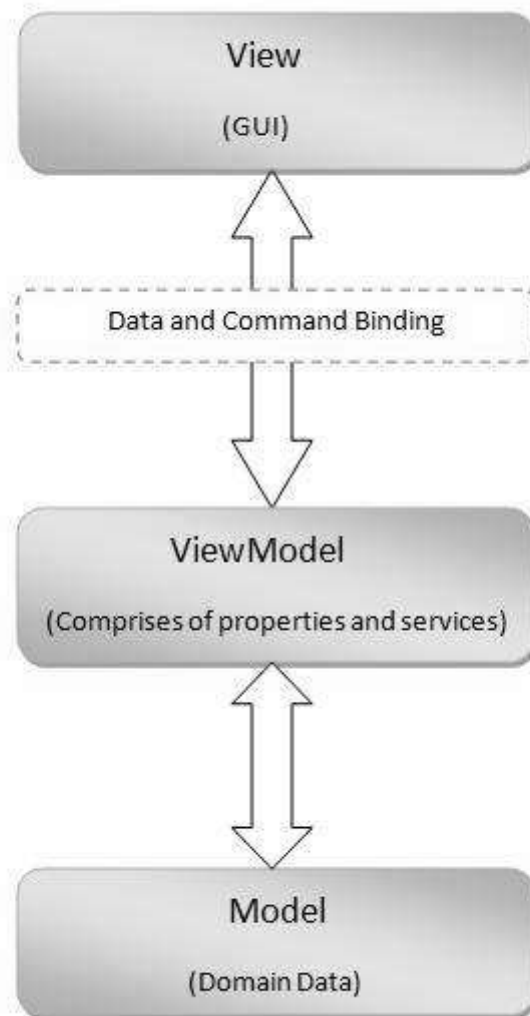 View
(GUI)
Data and Command Binding
ViewModel
(Comprises of properties and services)
Model
(Domain Data)